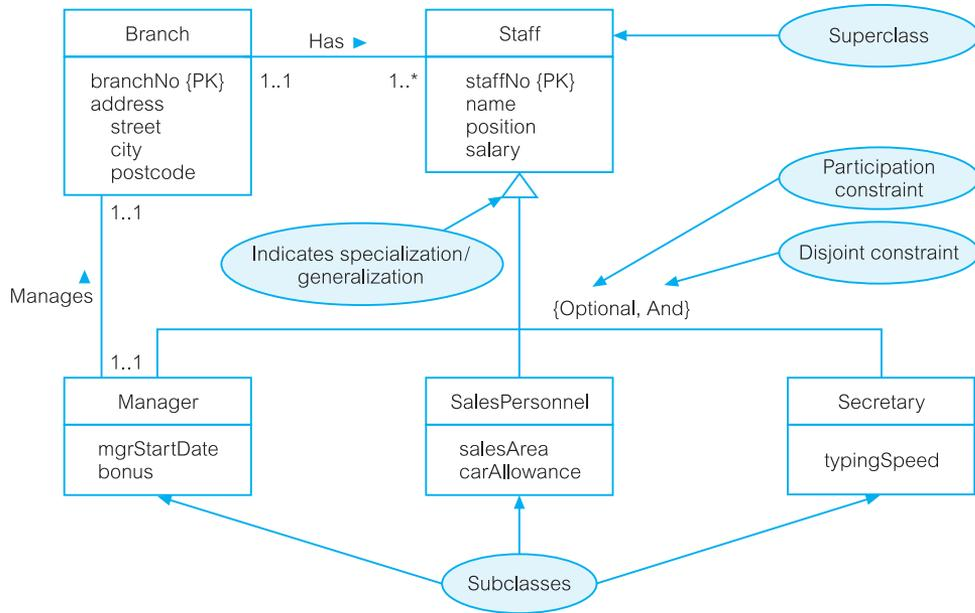 Branch
Has ▶
Staff
Superclass
branchNo {PK}
address
street
city
postcode
1..1
1..*
staffNo {PK}
name
position
salary
Participation
constraint
1..1
Indicates specialization/
generalization
Disjoint constraint
Manages
{Optional, And}
1..1
Manager
SalesPersonnel
Secretary
mgrStartDate
bonus
salesArea
carAllowance
typingSpeed
Subclasses